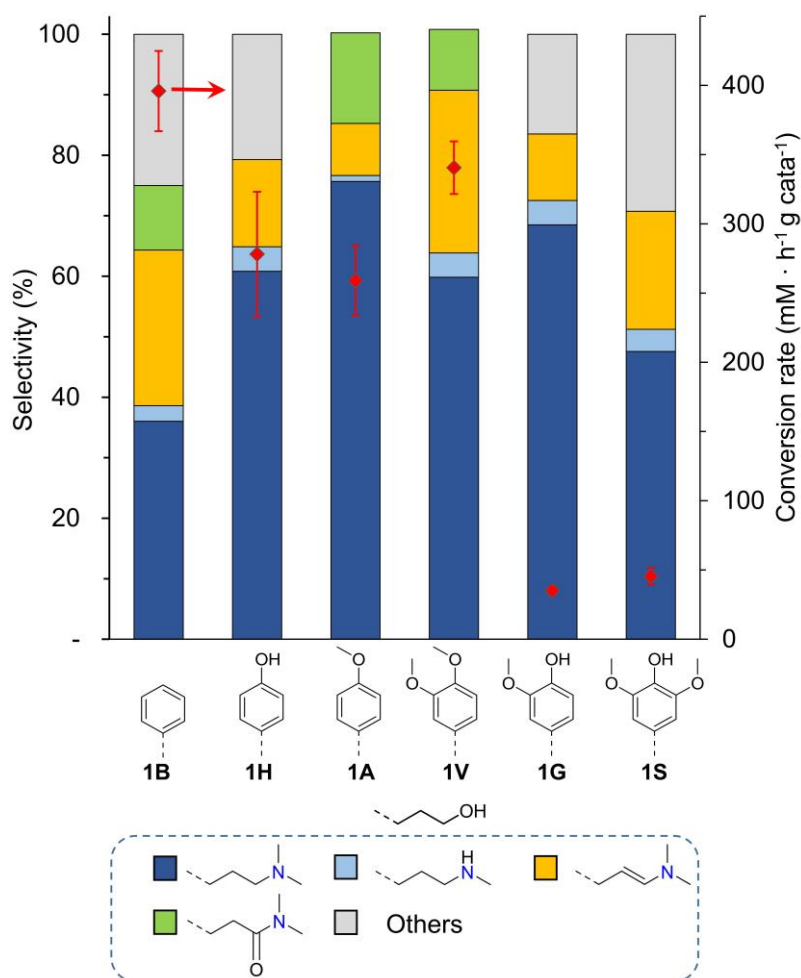 Selectivity (%)
100
80
60
40
20
-
Conversion rate (mM · h⁻¹ g cata⁻¹)
400
300
200
100
0
OH
O
O
O
O
OH
O
OH
O
1B
1H
1A
1V
1G
1S
OH
N
H
N
N
N
O
Others